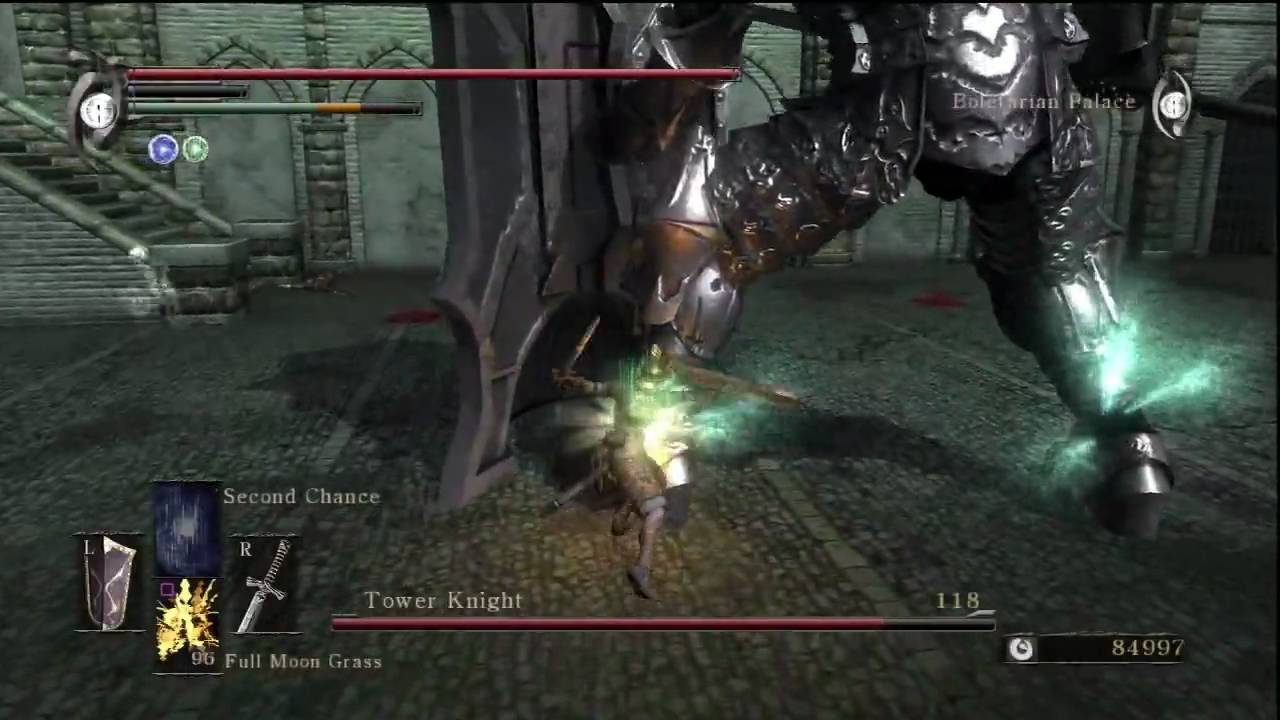 Boletarian Palace
Second Chance
L
R
Tower Knight
118
96
Full Moon Grass
84997